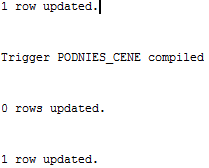 1 row updated.
Trigger PODNIES_CENE compiled
0 rows updated.
1 row updated.